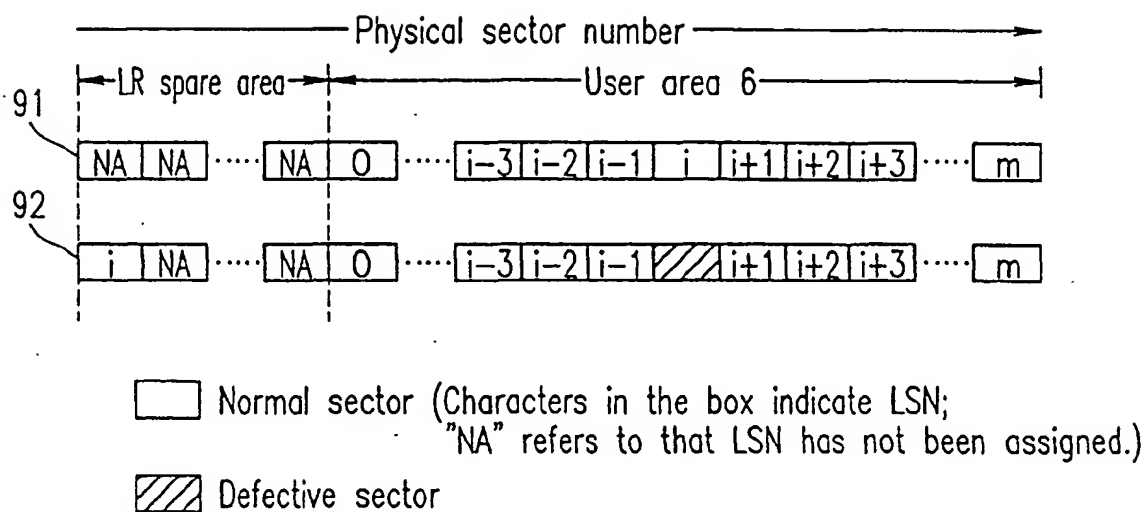 Physical sector number
LR spare area User area 6
91
NA NA ..... NA 0 ..... i-3 i-2 i-1 i i+1 i+2 i+3 ..... m
92
i NA ..... NA 0 ..... i-3 i-2 i-1 i+1 i+2 i+3 ..... m
Normal sector (Characters in the box indicate LSN;
"NA" refers to that LSN has not been assigned.)
Defective sector